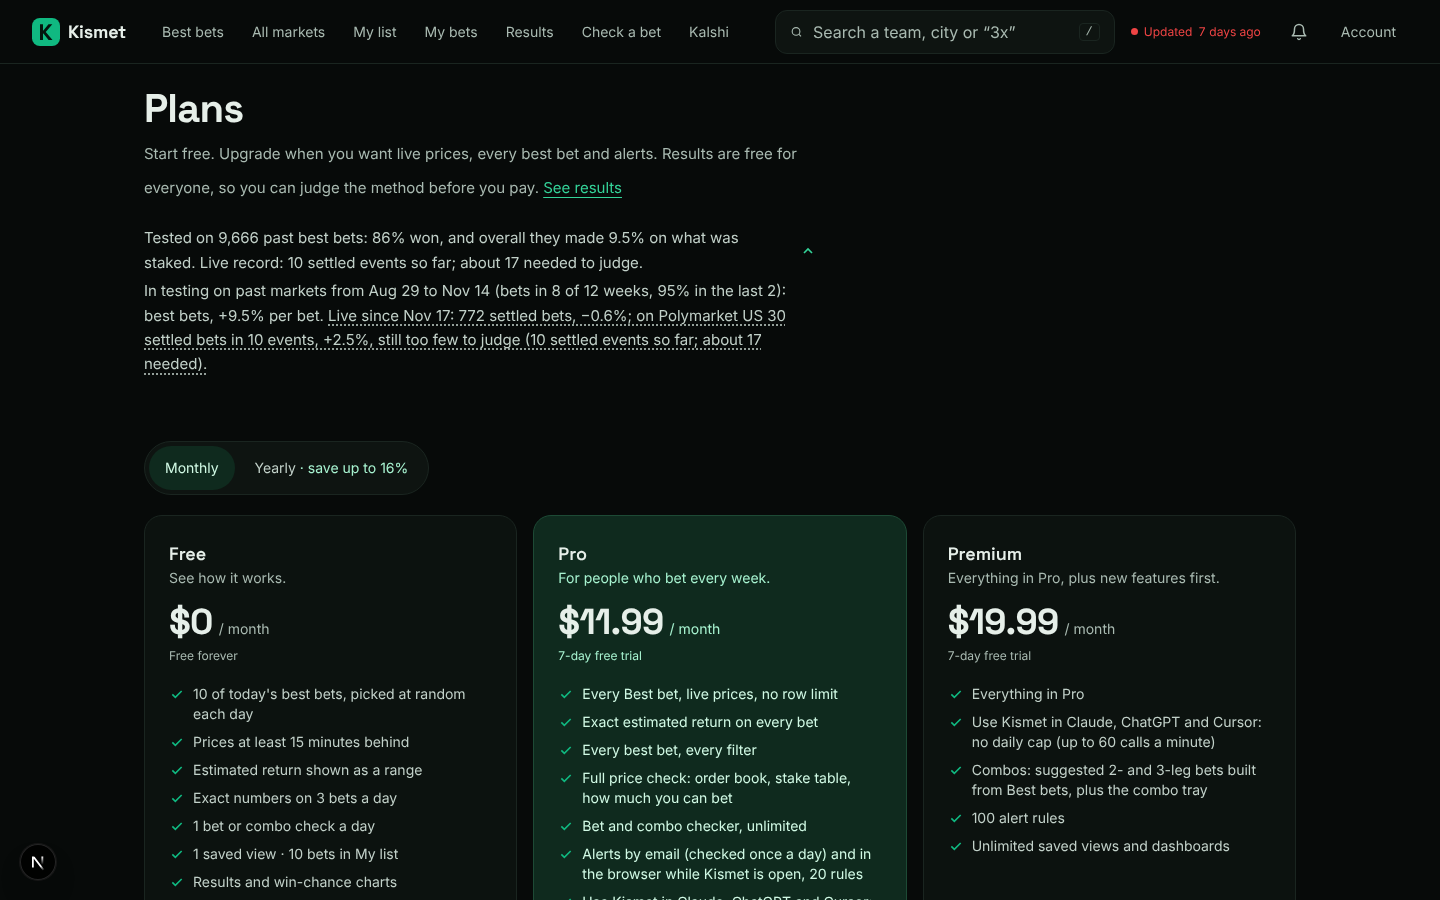 K Kismet Best bets All markets My list My bets Results Check a bet Kalshi Search a team, city or “3x” / Updated 7 days ago Account
Plans
Start free. Upgrade when you want live prices, every best bet and alerts. Results are free for
everyone, so you can judge the method before you pay. See results
Tested on 9,666 past best bets: 86% won, and overall they made 9.5% on what was
staked. Live record: 10 settled events so far; about 17 needed to judge.
In testing on past markets from Aug 29 to Nov 14 (bets in 8 of 12 weeks, 95% in the last 2):
best bets, +9.5% per bet. Live since Nov 17: 772 settled bets, −0.6%; on Polymarket US 30
settled bets in 10 events, +2.5%, still too few to judge (10 settled events so far; about 17
needed).
Monthly Yearly · save up to 16%
Free
See how it works.
$0 / month
Free forever
10 of today's best bets, picked at random
each day
Prices at least 15 minutes behind
Estimated return shown as a range
Exact numbers on 3 bets a day
1 bet or combo check a day
1 saved view · 10 bets in My list
Results and win-chance charts
Pro
For people who bet every week.
$11.99 / month
7-day free trial
Every Best bet, live prices, no row limit
Exact estimated return on every bet
Every best bet, every filter
Full price check: order book, stake table,
how much you can bet
Bet and combo checker, unlimited
Alerts by email (checked once a day) and in
the browser while Kismet is open, 20 rules
Use Kismet in Claude, ChatGPT and Cursor
Premium
Everything in Pro, plus new features first.
$19.99 / month
7-day free trial
Everything in Pro
Use Kismet in Claude, ChatGPT and Cursor:
no daily cap (up to 60 calls a minute)
Combos: suggested 2- and 3-leg bets built
from Best bets, plus the combo tray
100 alert rules
Unlimited saved views and dashboards
N